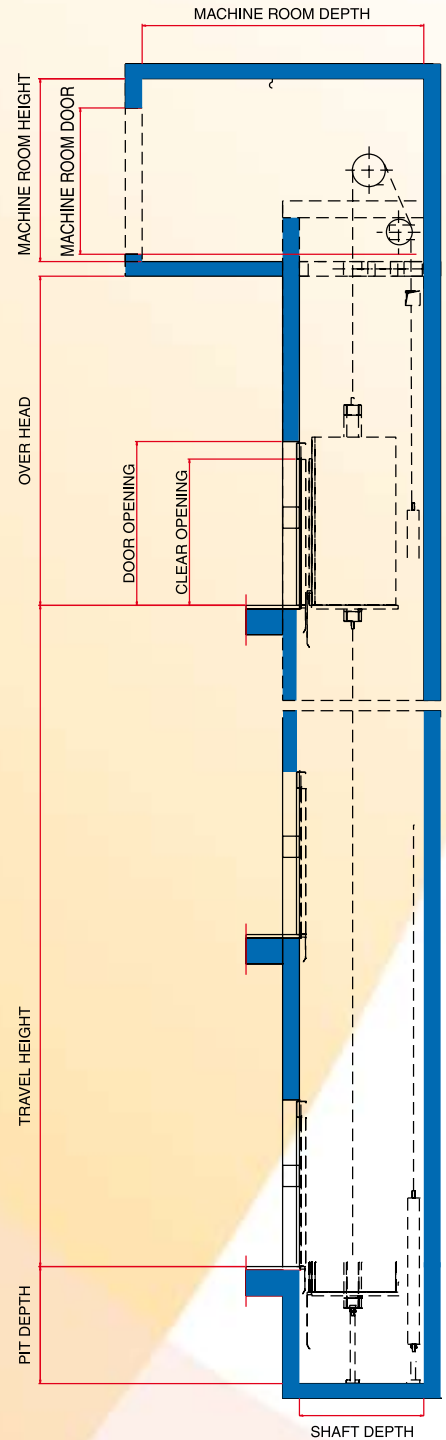 MACHINE ROOM DEPTH
MACHINE ROOM HEIGHT
MACHINE ROOM DOOR
OVER HEAD
DOOR OPENING
CLEAR OPENING
TRAVEL HEIGHT
PIT DEPTH
SHAFT DEPTH